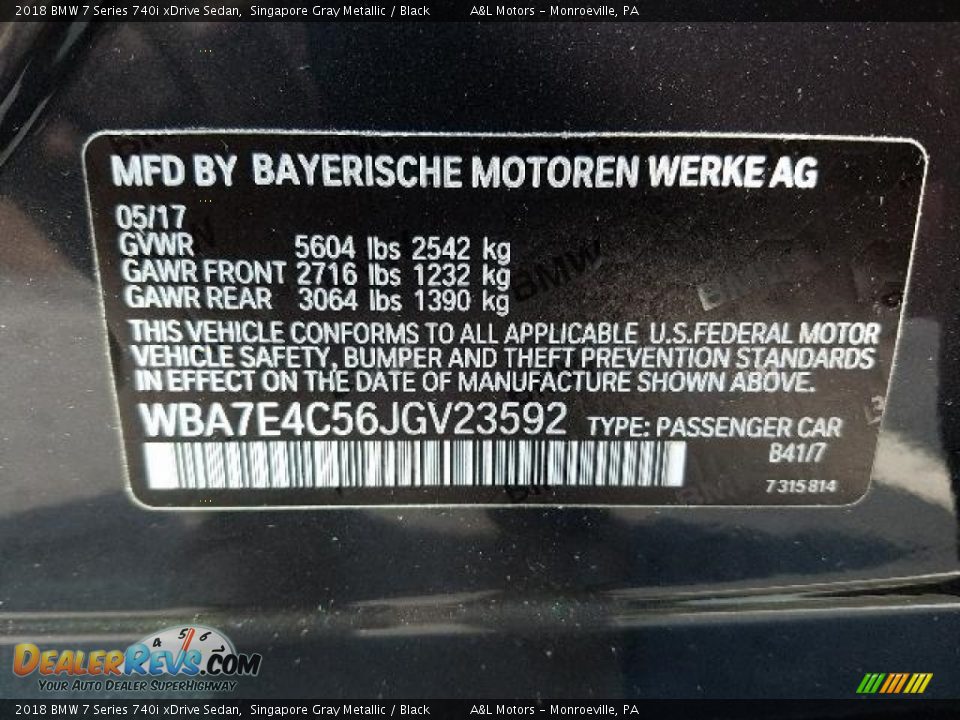 2018 BMW 7 Series 740i xDrive Sedan, Singapore Gray Metallic / Black A&L Motors - Monroeville, PA
MFD BY BAYERISCHE MOTOREN WERKE AG
05/17
GVWR 5604 lbs 2542 kg
GAWR FRONT 2716 lbs 1232 kg
GAWR REAR 3064 lbs 1390 kg
THIS VEHICLE CONFORMS TO ALL APPLICABLE U.S.FEDERAL MOTOR
VEHICLE SAFETY, BUMPER AND THEFT PREVENTION STANDARDS
IN EFFECT ON THE DATE OF MANUFACTURE SHOWN ABOVE.
WBA7E4C56JGV23592 TYPE: PASSENGER CAR
B41/7
7 315 814
BMW
4 5 6
DealerRevs.com
Your Auto Dealer SuperHighway
2018 BMW 7 Series 740i xDrive Sedan, Singapore Gray Metallic / Black A&L Motors - Monroeville, PA